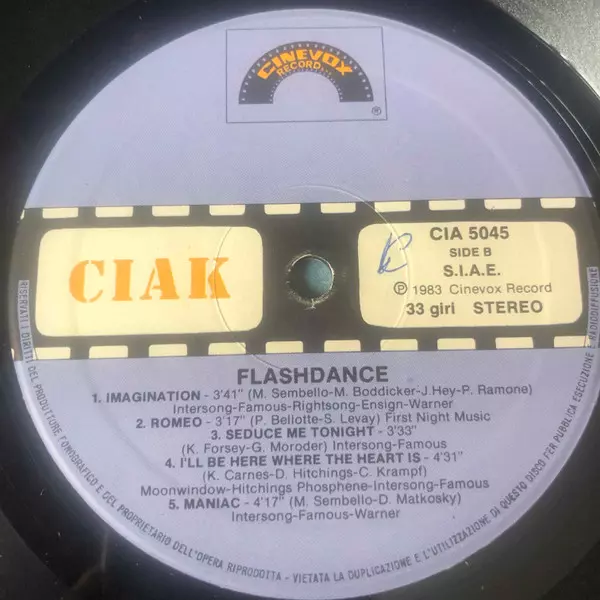 CINEVOX
RECORD
®
CIAK
CIA 5045
SIDE B
S.I.A.E.
℗ 1983 Cinevox Record
33 giri STEREO
FLASHDANCE
1. IMAGINATION - 3'41" (M. Sembello-M. Boddicker-J.Hey-P. Ramone)
Intersong-Famous-Rightsong-Ensign-Warner
2. ROMEO - 3'17" (P. Bellotte-S. Levay) First Night Music
3. SEDUCE ME TONIGHT - 3'33"
(K. Forsey-G. Moroder) Intersong-Famous
4. I'LL BE HERE WHERE THE HEART IS - 4'31"
(K. Carnes-D. Hitchings-C. Krampf)
Moonwindow-Hitchings Phosphene-Intersong-Famous
5. MANIAC - 4'17" (M. Sembello-D. Matkosky)
Intersong-Famous-Warner
RISERVATI I DIRITTI DEL PRODUTTORE FONOGRAFICO E DEL PROPRIETARIO DELL'OPERA RIPRODOTTA - VIETATA LA DUPLICAZIONE E L'UTILIZZAZIONE DI QUESTO DISCO PER PUBBLICA ESECUZIONE E RADIODIFFUSIONE